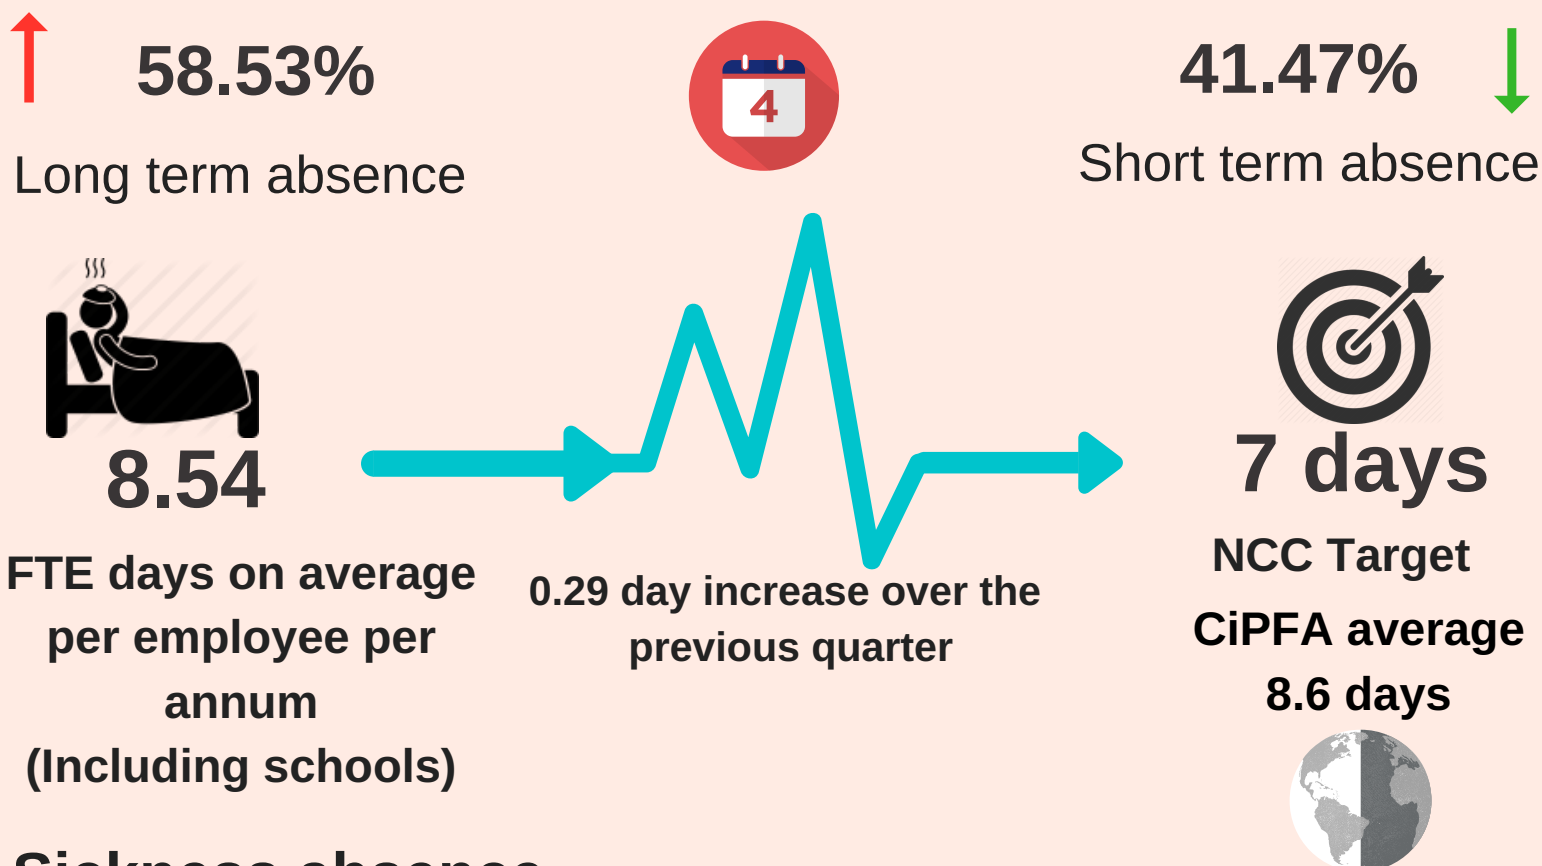 58.53%
Long term absence
4
41.47%
Short term absence
8.54
FTE days on average
per employee per
annum
(Including schools)
0.29 day increase over the
previous quarter
7 days
NCC Target
CiPFA average
8.6 days
Sickness absence